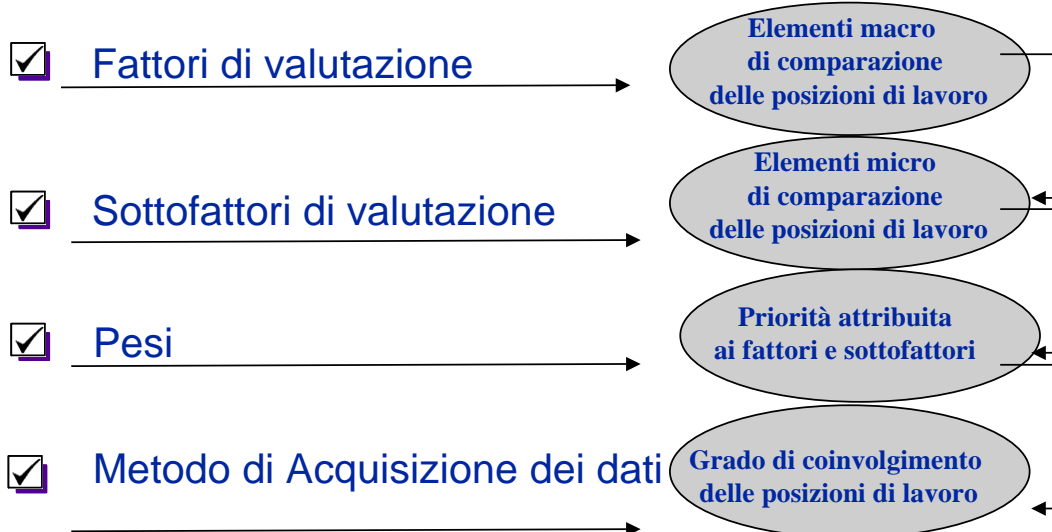 Fattori di valutazione
Elementi macro
di comparazione
delle posizioni di lavoro
Sottofattori di valutazione
Elementi micro
di comparazione
delle posizioni di lavoro
Pesi
Priorità attribuita
ai fattori e sottofattori
Metodo di Acquisizione dei dati
Grado di coinvolgimento
delle posizioni di lavoro